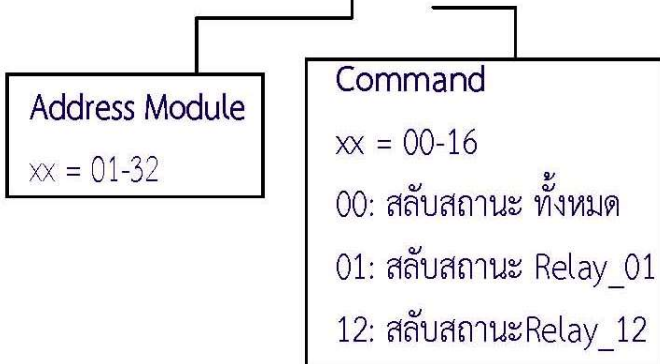 Address Module
xx = 01-32
Command
xx = 00-16
00: สลับสถานะ ทั้งหมด
01: สลับสถานะ Relay_01
12: สลับสถานะRelay_12